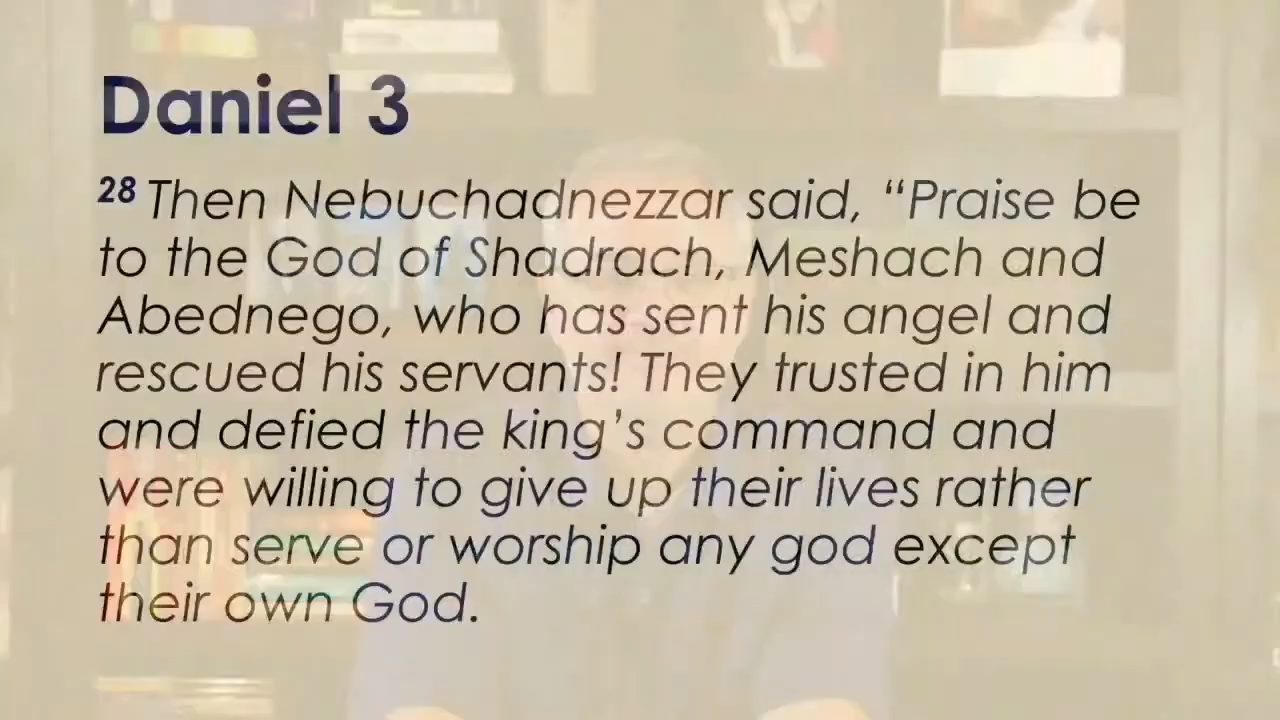 Daniel 3
28 Then Nebuchadnezzar said, “Praise be
to the God of Shadrach, Meshach and
Abednego, who has sent his angel and
rescued his servants! They trusted in him
and defied the king’s command and
were willing to give up their lives rather
than serve or worship any god except
their own God.